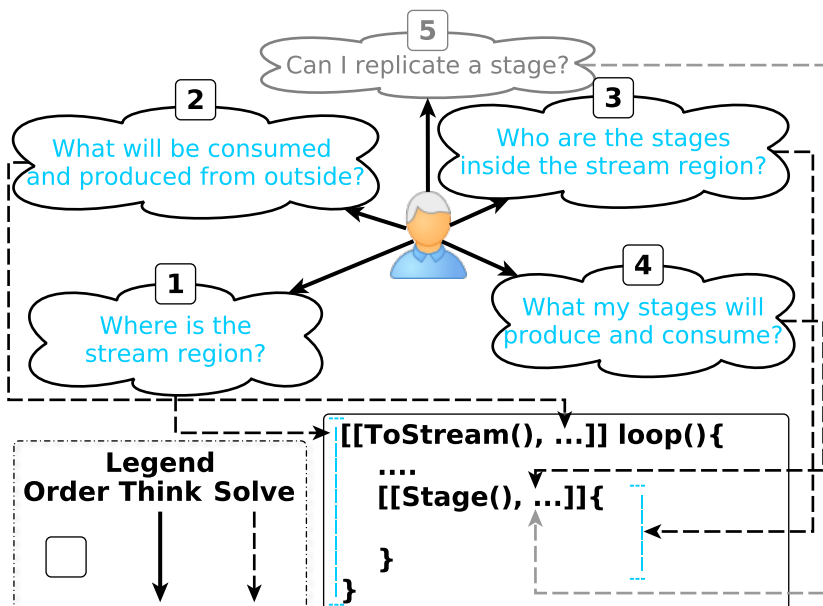 5
Can I replicate a stage?
2
What will be consumed
and produced from outside?
3
Who are the stages
inside the stream region?
1
Where is the
stream region?
4
What my stages will
produce and consume?
[[ToStream(), ...]] loop(){
....
[[Stage(), ...]]{
}
}
Legend
Order Think Solve